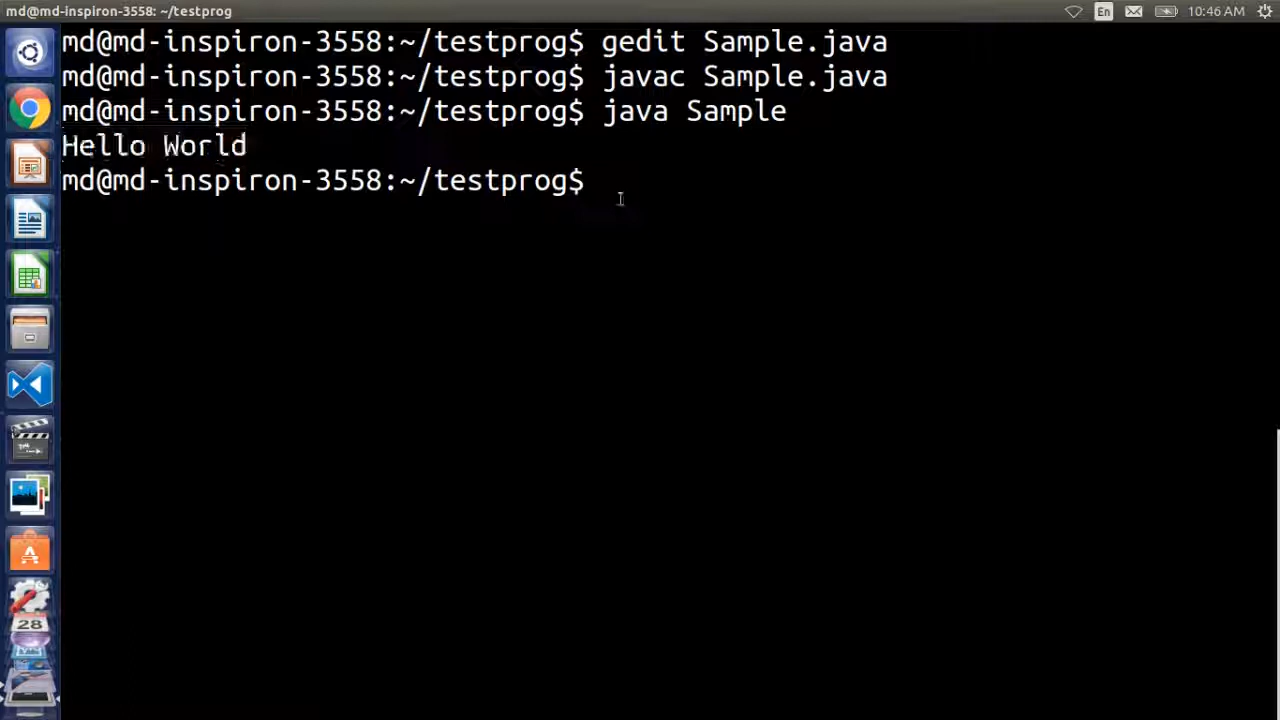 md@md-inspiron-3558: ~/testprog
En
10:46 AM
md@md-inspiron-3558:~/testprog$ gedit Sample.java
md@md-inspiron-3558:~/testprog$ javac Sample.java
md@md-inspiron-3558:~/testprog$ java Sample
Hello World
md@md-inspiron-3558:~/testprog$
28